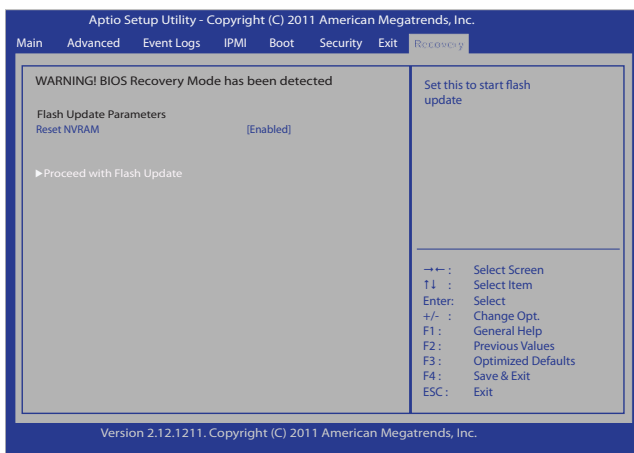 Aptio Setup Utility - Copyright (C) 2011 American Megatrends, Inc.
Main Advanced Event Logs IPMI Boot Security Exit Recovery
WARNING! BIOS Recovery Mode has been detected
Flash Update Parameters
Reset NVRAM [Enabled]
▶Proceed with Flash Update
Set this to start flash
update
→← : Select Screen
↑↓ : Select Item
Enter: Select
+/- : Change Opt.
F1 : General Help
F2 : Previous Values
F3 : Optimized Defaults
F4 : Save & Exit
ESC : Exit
Version 2.12.1211. Copyright (C) 2011 American Megatrends, Inc.